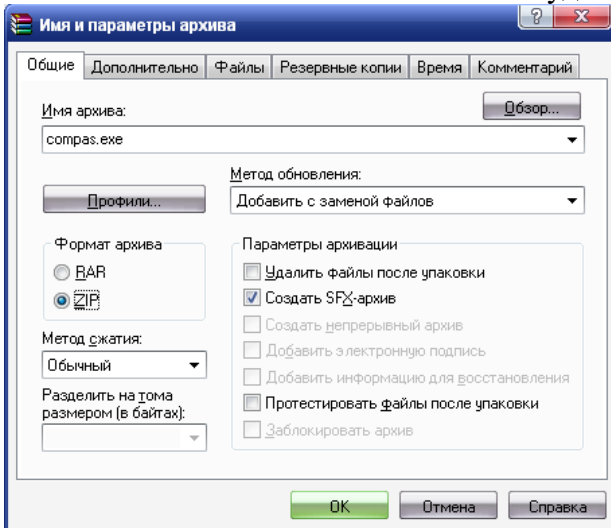 Имя и параметры архива
Общие Дополнительно Файлы Резервные копии Время Комментарий
Имя архива:
Обзор...
compas.exe
Метод обновления:
Профили...
Добавить с заменой файлов
Формат архива
Параметры архивации
RAR
Удалить файлы после упаковки
ZIP
Создать SFX-архив
Создать непрерывный архив
Метод сжатия:
Добавить электронную подпись
Обычный
Добавить информацию для восстановления
Разделить на тома
размером (в байтах):
Протестировать файлы после упаковки
Заблокировать архив
OK Отмена Справка